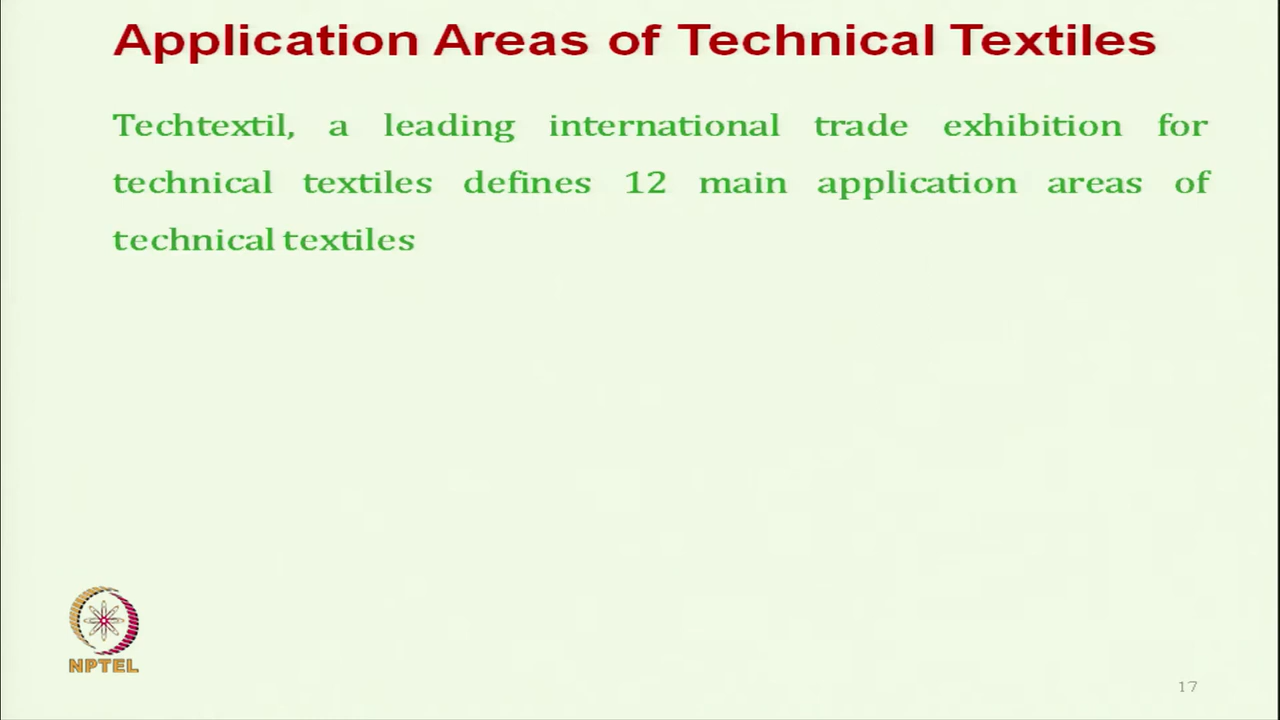 Application Areas of Technical Textiles
Techtextil, a leading international trade exhibition for
technical textiles defines 12 main application areas of
technical textiles
NPTEL
17